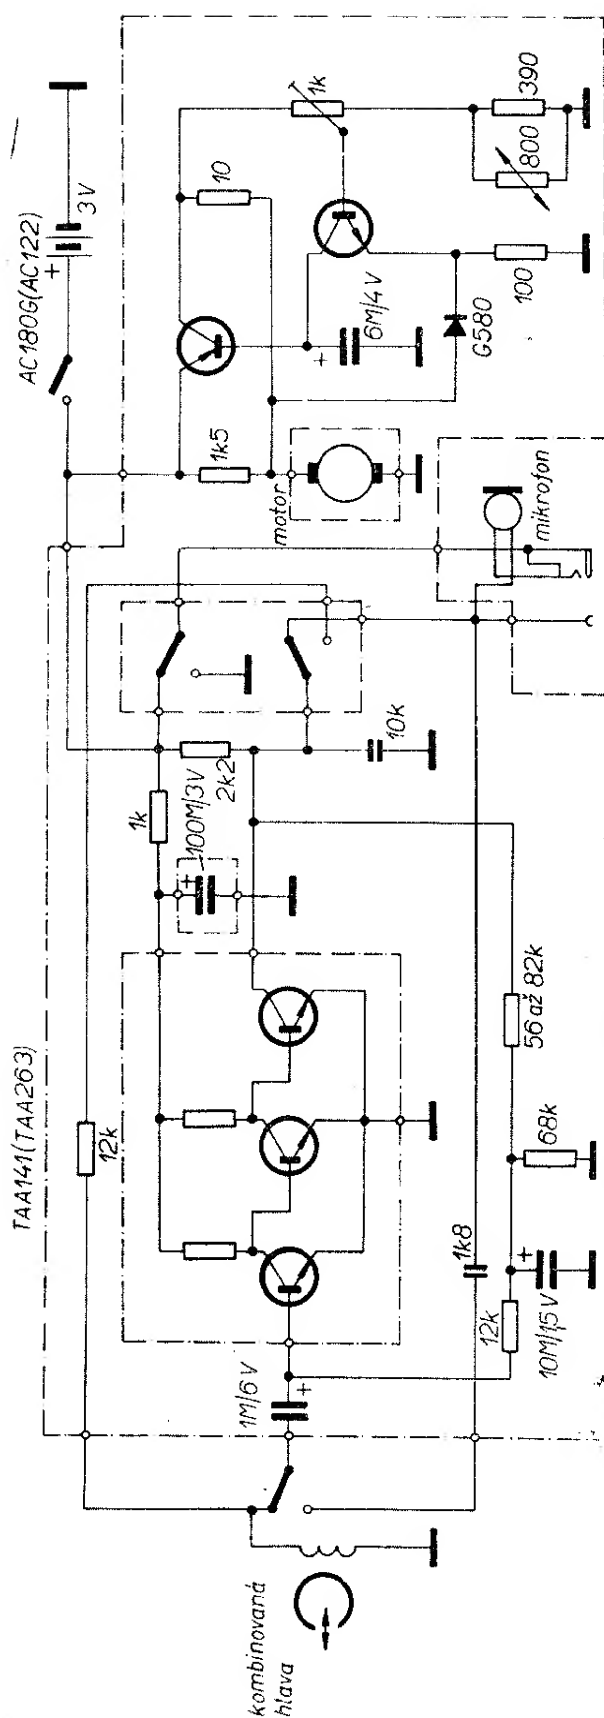 TAA141(TAA263)
AC180G(AC122)
+
3V
12k
1k
100M/3V
+
2k2
10k
1k5
motor
10
+
6M/4V
G580
1k
100
800
390
mikrofon
kombinovaná
hlava
1M/6V
+
12k
1k8
+
10M/15V
68k
56 až 82k